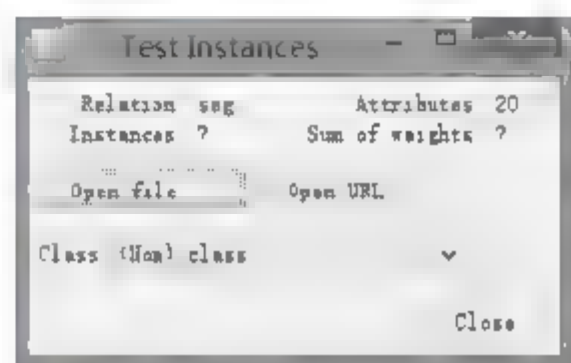 Test Instances
Relation seg Attributes 20
Instances ? Sum of weights ?
Open file Open URL
Class (Nom) class
Close